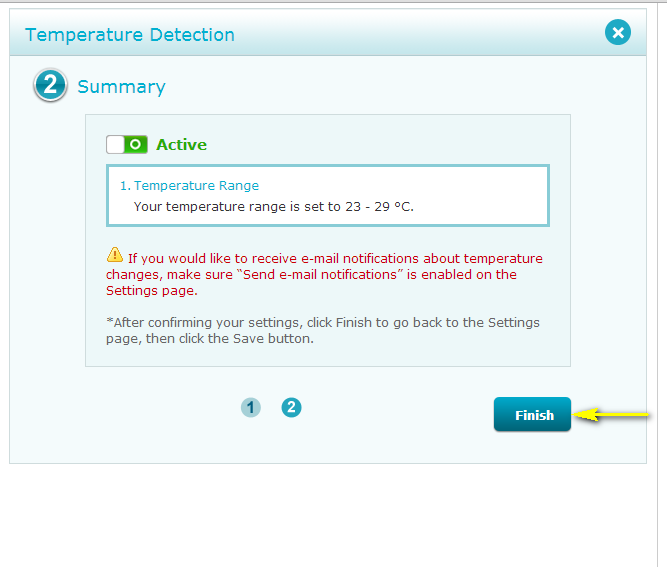 Temperature Detection
2 Summary
Active
1. Temperature Range
Your temperature range is set to 23 - 29 ºC.
If you would like to receive e-mail notifications about temperature
changes, make sure “Send e-mail notifications” is enabled on the
Settings page.
*After confirming your settings, click Finish to go back to the Settings
page, then click the Save button.
1 2
Finish